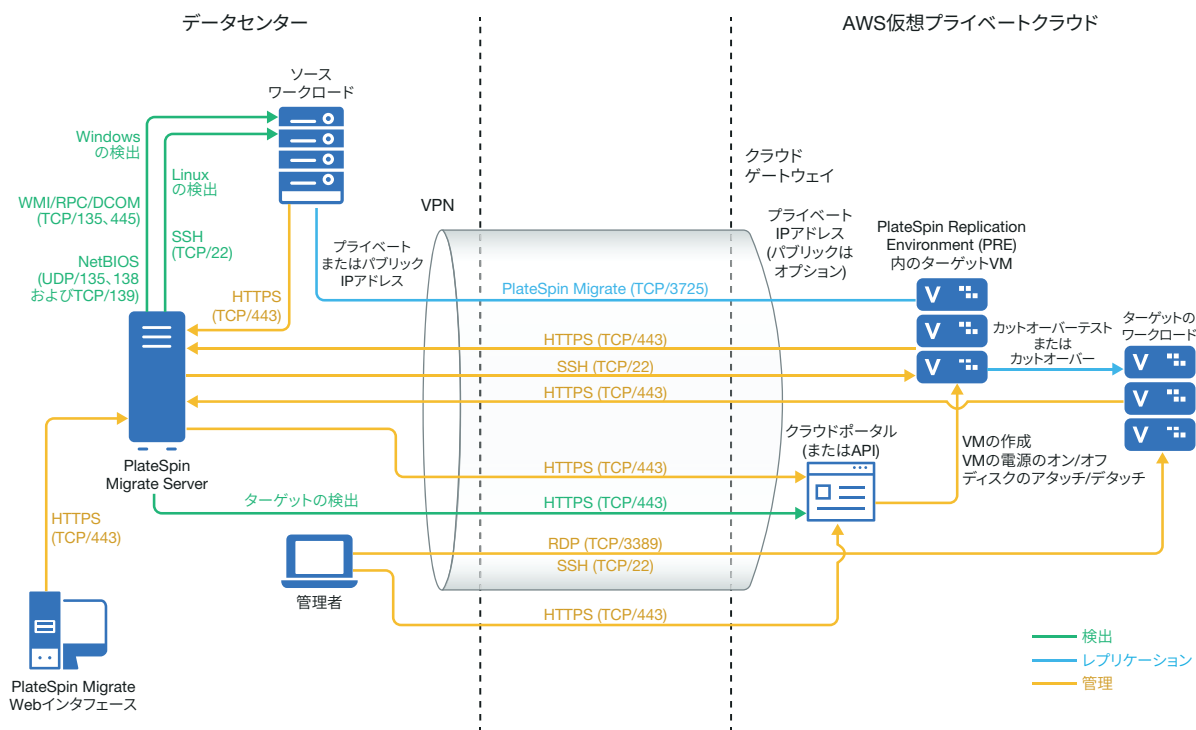 データセンター
AWS仮想プライベートクラウド
ソース
ワークロード
Windows
の検出
Linux
の検出
WMI/RPC/DCOM
(TCP/135、445)
SSH
(TCP/22)
NetBIOS
(UDP/135、138
およびTCP/139)
HTTPS
(TCP/443)
プライベート
またはパブリック
IPアドレス
VPN
クラウド
ゲートウェイ
プライベート
IPアドレス
(パブリックは
オプション)
PlateSpin Replication
Environment (PRE)
内のターゲットVM
PlateSpin Migrate (TCP/3725)
V
V
V
カットオーバーテスト
または
カットオーバー
ターゲットの
ワークロード
V
V
V
HTTPS (TCP/443)
SSH (TCP/22)
HTTPS (TCP/443)
PlateSpin
Migrate Server
クラウドポータル
(またはAPI)
VMの作成
VMの電源のオン/オフ
ディスクのアタッチ/デタッチ
HTTPS (TCP/443)
ターゲットの検出
HTTPS (TCP/443)
HTTPS
(TCP/443)
RDP (TCP/3389)
SSH (TCP/22)
管理者
HTTPS (TCP/443)
PlateSpin Migrate
Webインタフェース
検出
レプリケーション
管理